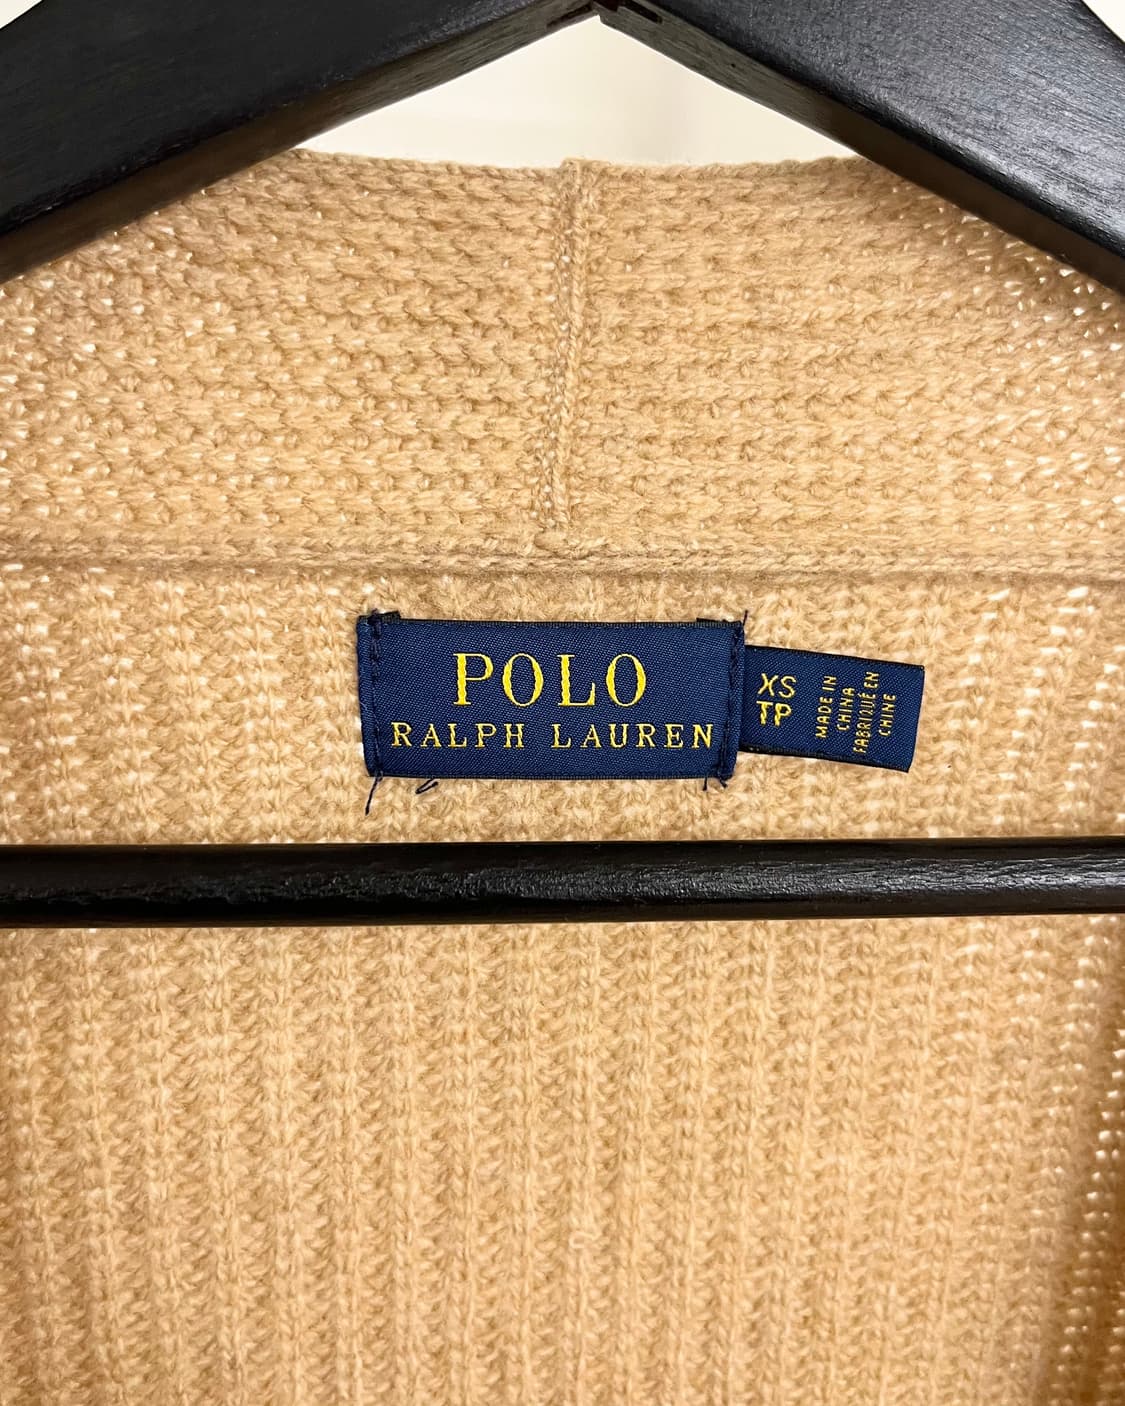 POLO
RALPH LAUREN
XS
TP
MADE IN
CHINA
FABRIQUÉ EN
CHINE